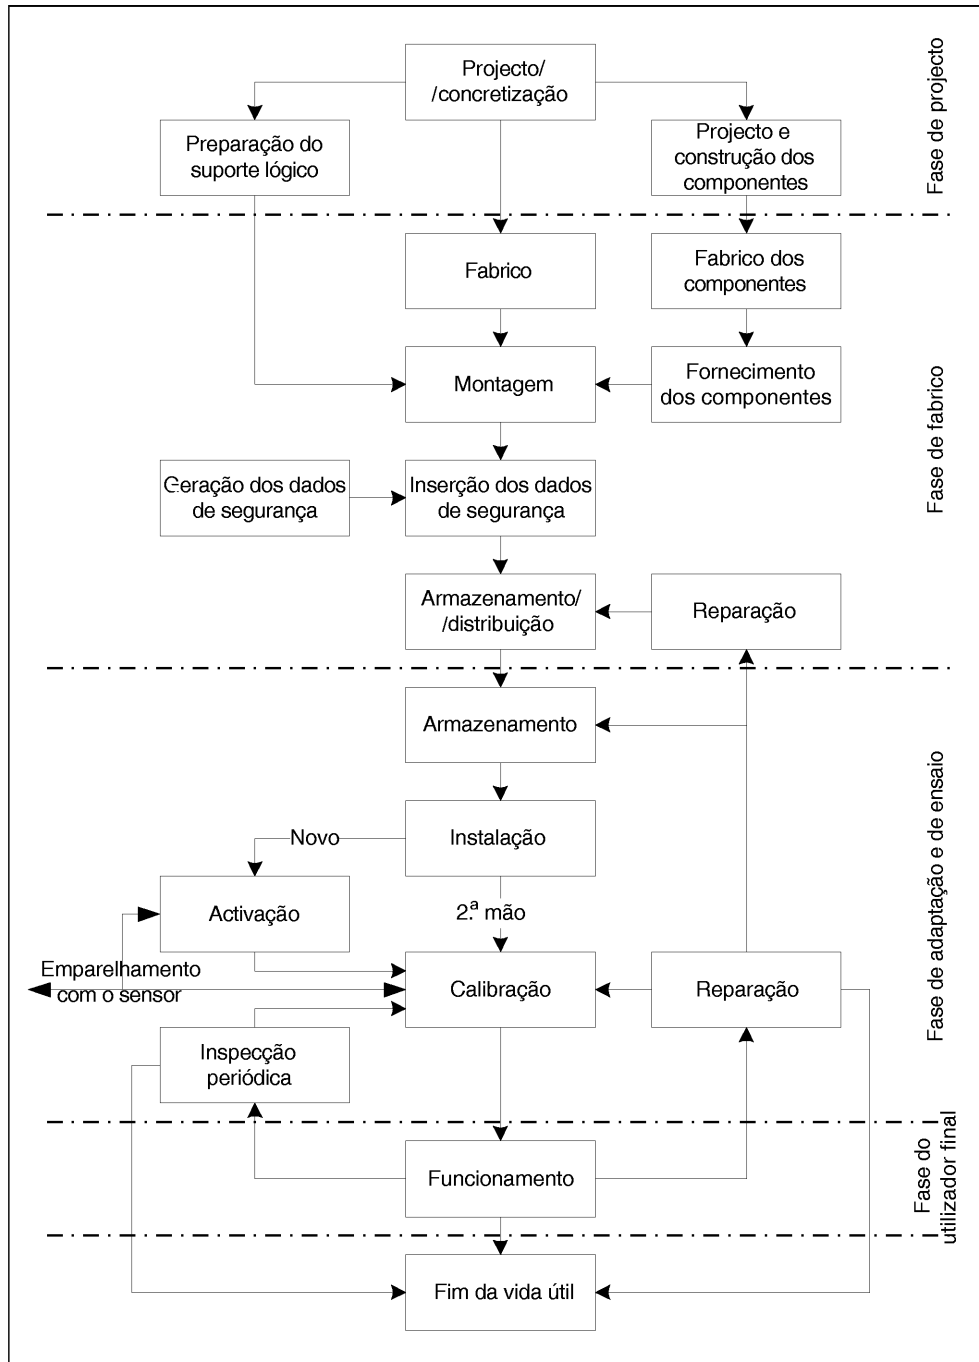 Projecto/
/concretização
Preparação do
suporte lógico
Projecto e
construção dos
componentes
Fase de projecto
Fabrico
Fabrico dos
componentes
Montagem
Fornecimento
dos componentes
Geração dos dados
de segurança
Inserção dos dados
de segurança
Armazenamento/
/distribuição
Reparação
Fase de fabrico
Armazenamento
Novo
Instalação
Activação
2.ª mão
Emparelhamento
com o sensor
Calibração
Reparação
Inspecção
periódica
Fase de adaptação e de ensaio
Funcionamento
Fase do
utilizador final
Fim da vida útil